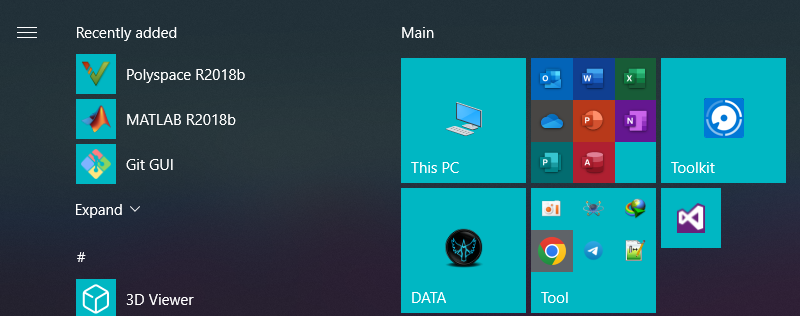 Recently added
Polyspace R2018b
MATLAB R2018b
Git GUI
Expand
#
3D Viewer
Main
This PC
Toolkit
DATA
Tool